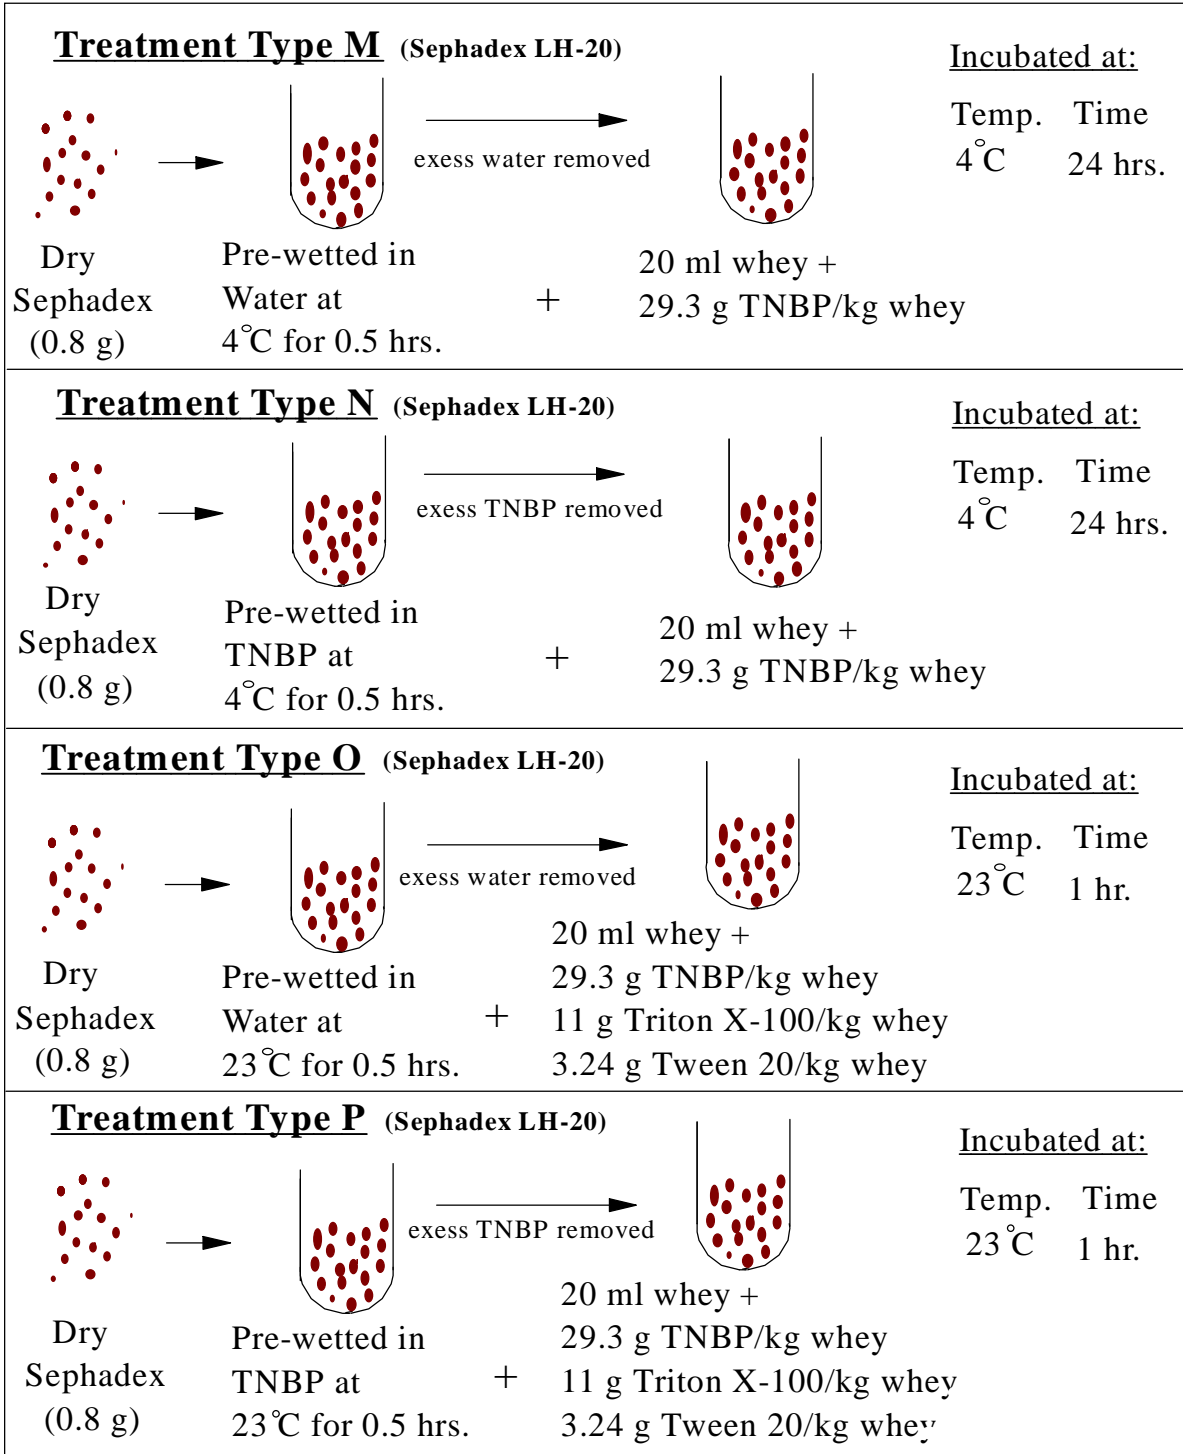 Treatment Type M (Sephadex LH-20)
Incubated at:
Temp. Time
4°C 24 hrs.
exess water removed
Dry
Sephadex
(0.8 g)
Pre-wetted in
Water at
4°C for 0.5 hrs.
+
20 ml whey +
29.3 g TNBP/kg whey
Treatment Type N (Sephadex LH-20)
Incubated at:
Temp. Time
4°C 24 hrs.
exess TNBP removed
Dry
Sephadex
(0.8 g)
Pre-wetted in
TNBP at
4°C for 0.5 hrs.
+
20 ml whey +
29.3 g TNBP/kg whey
Treatment Type O (Sephadex LH-20)
Incubated at:
Temp. Time
23°C 1 hr.
exess water removed
Dry
Sephadex
(0.8 g)
Pre-wetted in
Water at
23°C for 0.5 hrs.
+
20 ml whey +
29.3 g TNBP/kg whey
11 g Triton X-100/kg whey
3.24 g Tween 20/kg whey
Treatment Type P (Sephadex LH-20)
Incubated at:
Temp. Time
23°C 1 hr.
exess TNBP removed
Dry
Sephadex
(0.8 g)
Pre-wetted in
TNBP at
23°C for 0.5 hrs.
+
20 ml whey +
29.3 g TNBP/kg whey
11 g Triton X-100/kg whey
3.24 g Tween 20/kg whey